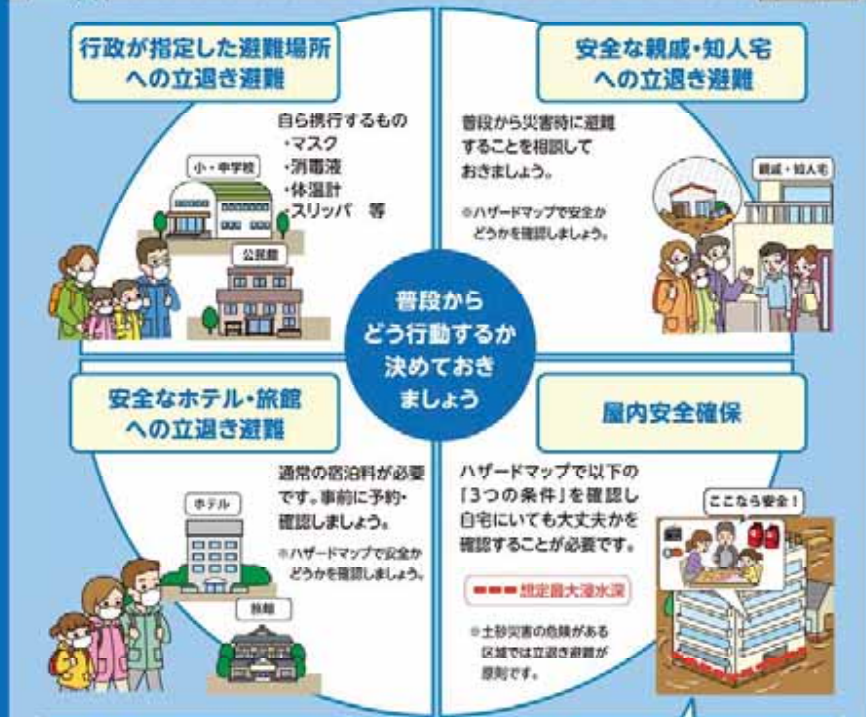 行政が指定した避難場所
への立退き避難
自ら携行するもの
・マスク
・消毒液
・体温計
・スリッパ 等
小・中学校
公民館
安全な親戚・知人宅
への立退き避難
普段から災害時に避難
することを相談して
おきましょう。
※ハザードマップで安全か
どうかを確認しましょう。
親戚・知人宅
普段から
どう行動するか
決めておき
ましょう
安全なホテル・旅館
への立退き避難
通常の宿泊料が必要
です。事前に予約・
確認しましょう。
※ハザードマップで安全か
どうかを確認しましょう。
ホテル
旅館
屋内安全確保
ハザードマップで以下の
「3つの条件」を確認し
自宅にいても大丈夫かを
確認することが必要です。
想定最大浸水深
※土砂災害の危険がある
区域では立退き避難が
原則です。
ここなら安全!